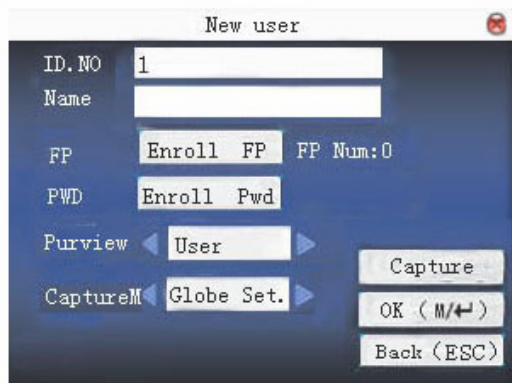 New user
ID.NO 1
Name
FP Enroll FP FP Num:0
PWD Enroll Pwd
Purview User
Capture
CaptureM Globe Set.
OK (M/↵)
Back (ESC)